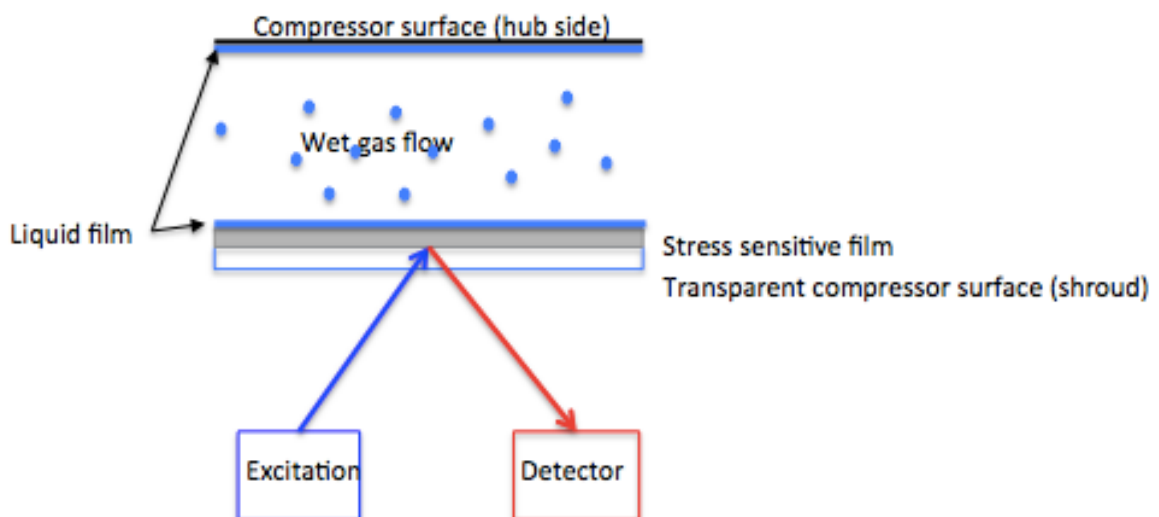 Compressor surface (hub side)
Wet gas flow
Liquid film
Stress sensitive film
Transparent compressor surface (shroud)
Excitation
Detector